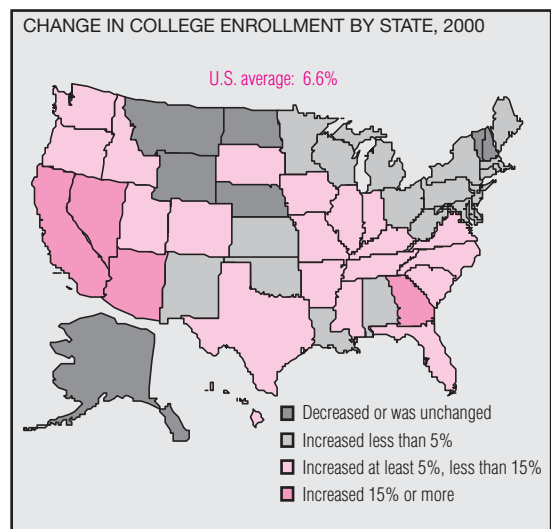 CHANGE IN COLLEGE ENROLLMENT BY STATE, 2000
U.S. average: 6.6%
Decreased or was unchanged
Increased less than 5%
Increased at least 5%, less than 15%
Increased 15% or more